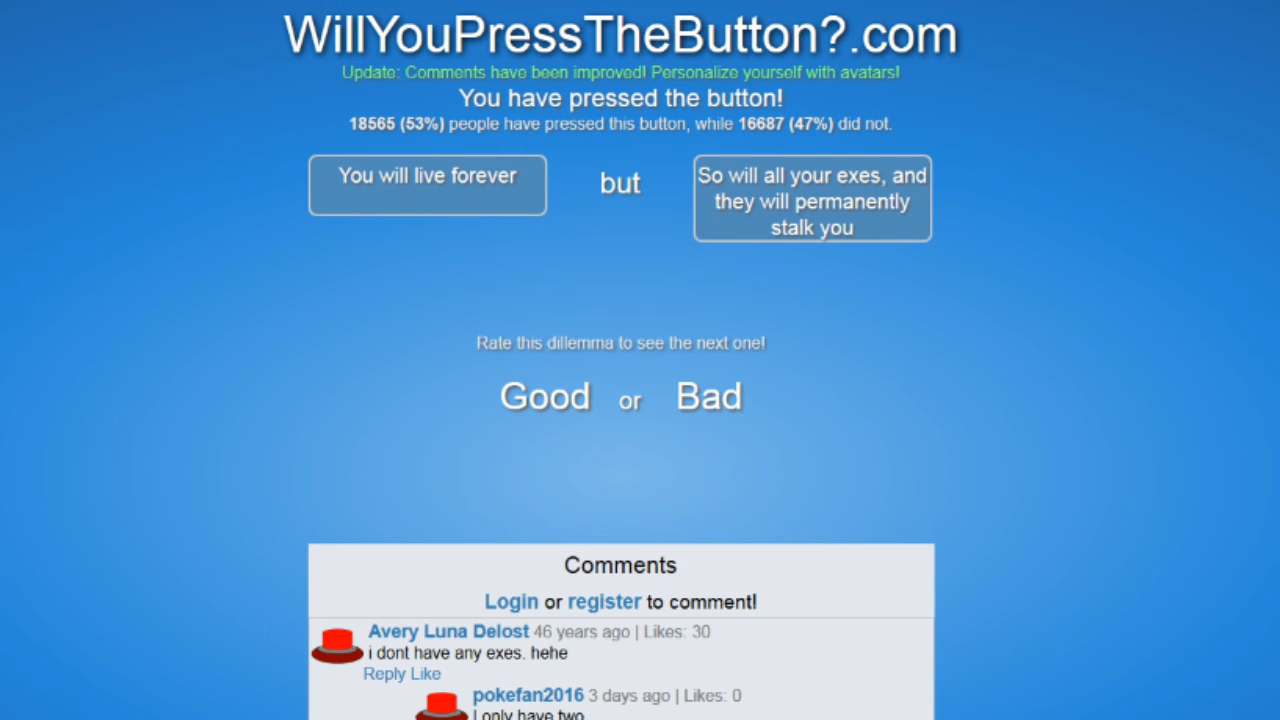 WillYouPressTheButton?.com
Update: Comments have been improved! Personalize yourself with avatars!
You have pressed the button!
18565 (53%) people have pressed this button, while 16687 (47%) did not.
You will live forever
but
So will all your exes, and
they will permanently
stalk you
Rate this dillemma to see the next one!
Good or Bad
Comments
Login or register to comment!
Avery Luna Delost 46 years ago | Likes: 30
i dont have any exes. hehe
Reply Like
pokefan2016 3 days ago | Likes: 0
I only have two